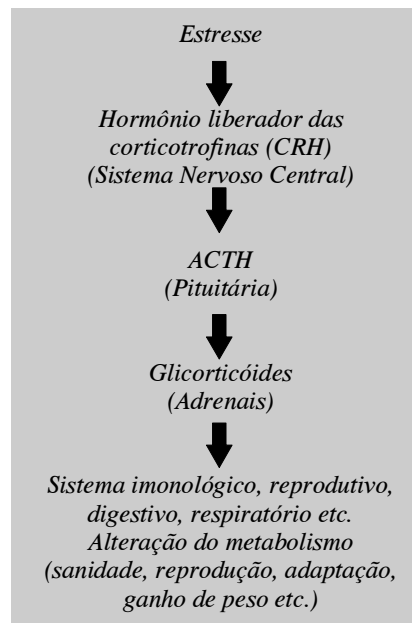 Estresse
Hormônio liberador das
corticotrofinas (CRH)
(Sistema Nervoso Central)
ACTH
(Pituitária)
Glicorticóides
(Adrenais)
Sistema imonológico, reprodutivo,
digestivo, respiratório etc.
Alteração do metabolismo
(sanidade, reprodução, adaptação,
ganho de peso etc.)